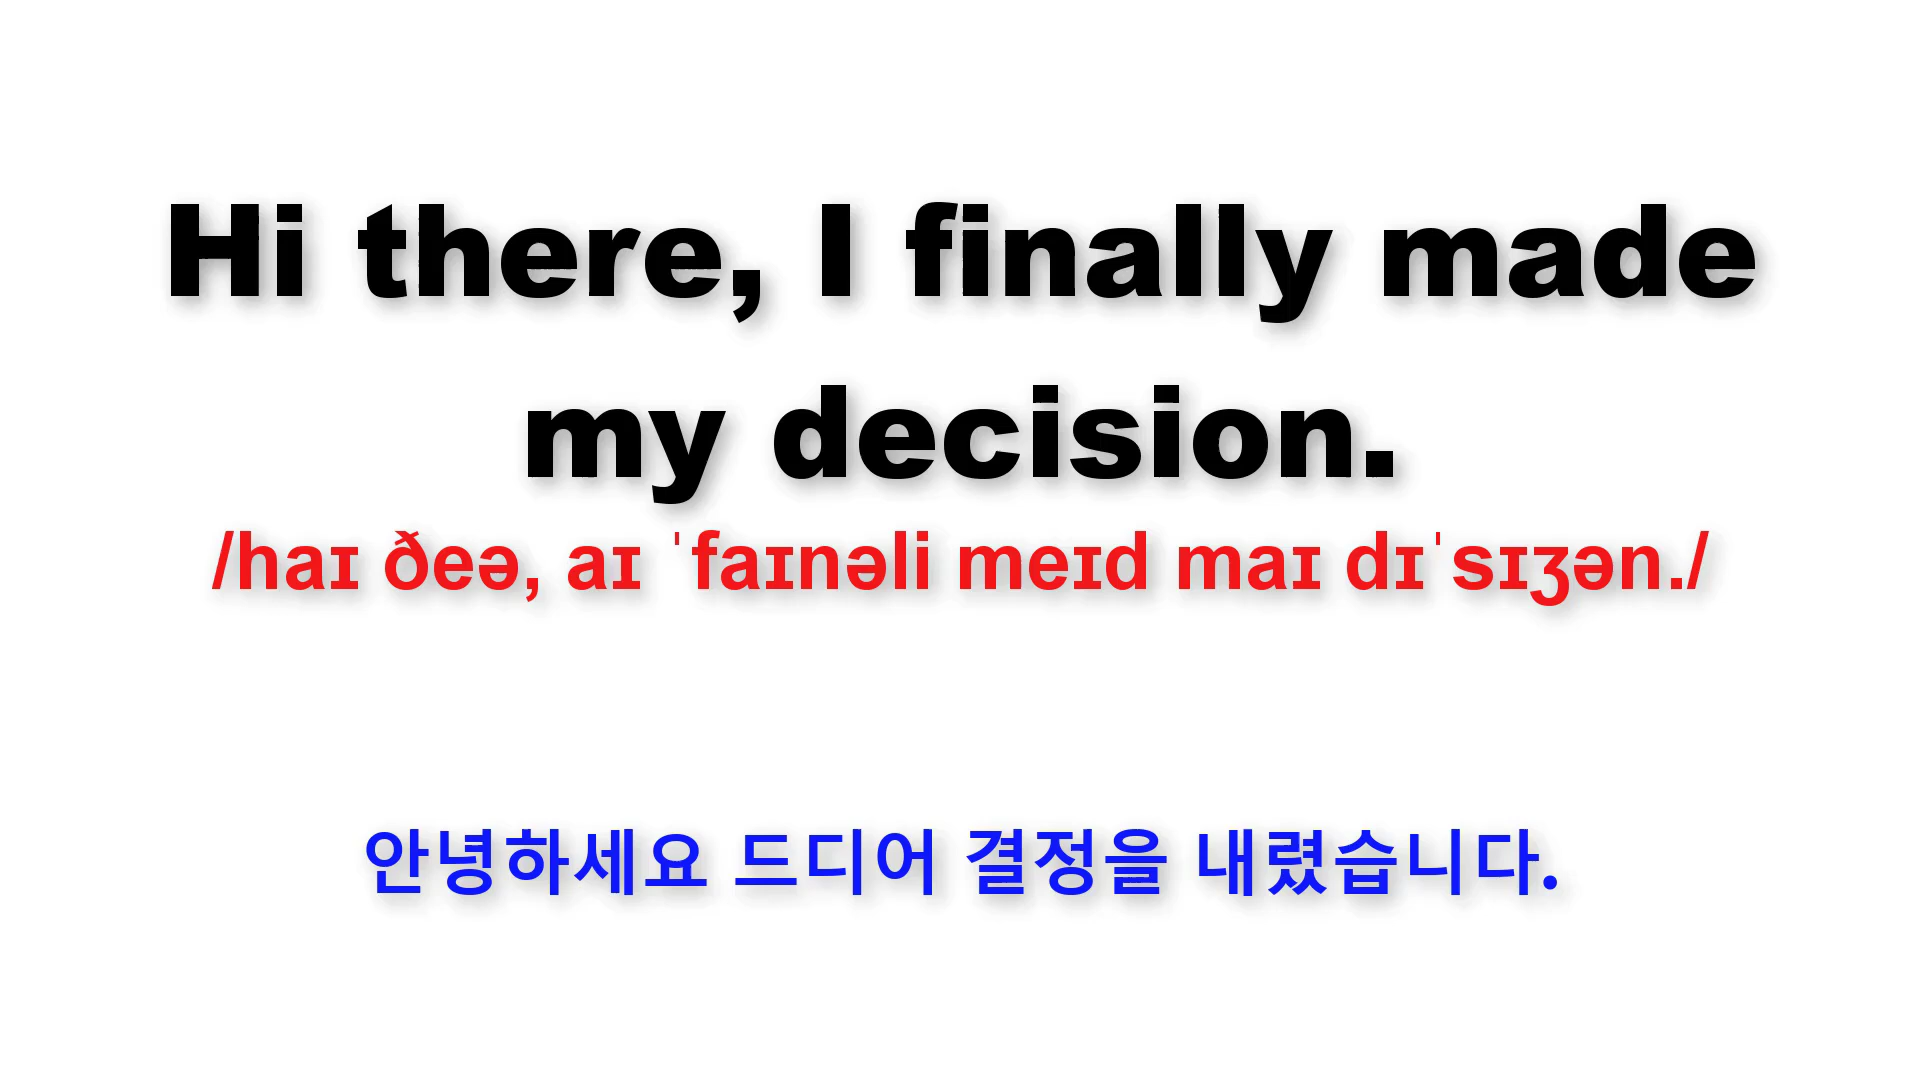 Hi there, I finally made
my decision.
/haɪ ðeə, aɪ ˈfaɪnəli meɪd maɪ dɪˈsɪʒən./
안녕하세요 드디어 결정을 내렸습니다.